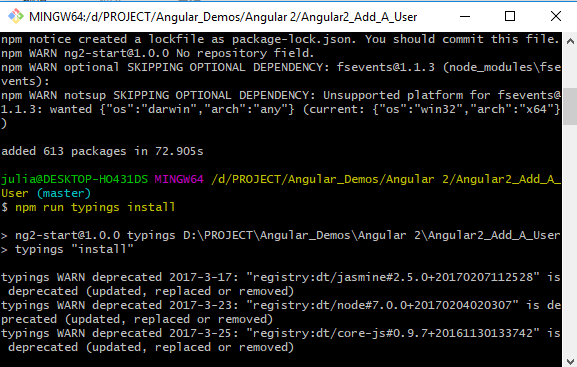 MINGW64:/d/PROJECT/Angular_Demos/Angular 2/Angular2_Add_A_User
npm notice created a lockfile as package-lock.json. You should commit this file.
npm WARN ng2-start@1.0.0 No repository field.
npm WARN optional SKIPPING OPTIONAL DEPENDENCY: fsevents@1.1.3 (node_modules\fse
vents):
npm WARN notsup SKIPPING OPTIONAL DEPENDENCY: Unsupported platform for fsevents@
1.1.3: wanted {"os":"darwin","arch":"any"} (current: {"os":"win32","arch":"x64"}
)
added 613 packages in 72.905s
julia@DESKTOP-HO431DS MINGW64 /d/PROJECT/Angular_Demos/Angular 2/Angular2_Add_A_
User (master)
$ npm run typings install
> ng2-start@1.0.0 typings D:\PROJECT\Angular_Demos\Angular 2\Angular2_Add_A_User
> typings "install"
typings WARN deprecated 2017-3-17: "registry:dt/jasmine#2.5.0+20170207112528" is
deprecated (updated, replaced or removed)
typings WARN deprecated 2017-3-23: "registry:dt/node#7.0.0+20170204020307" is de
precated (updated, replaced or removed)
typings WARN deprecated 2017-3-25: "registry:dt/core-js#0.9.7+20161130133742" is
deprecated (updated, replaced or removed)